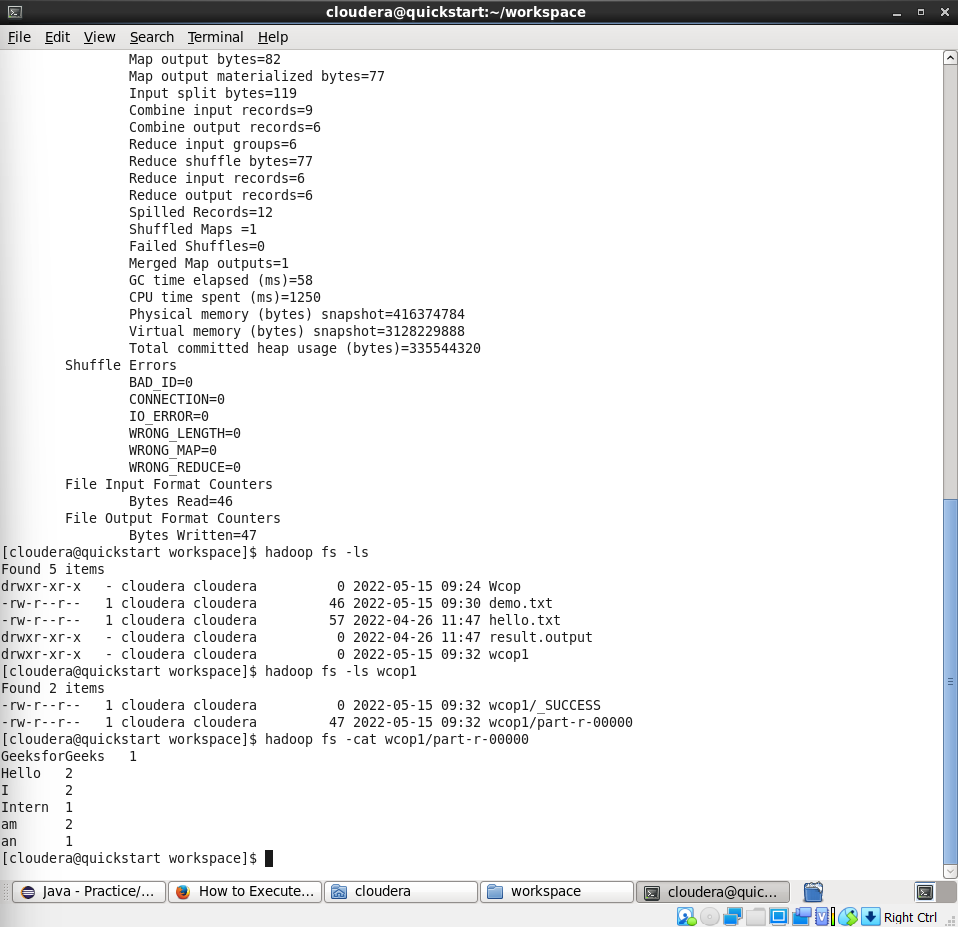 cloudera@quickstart:~/workspace
File Edit View Search Terminal Help
Map output bytes=82
Map output materialized bytes=77
Input split bytes=119
Combine input records=9
Combine output records=6
Reduce input groups=6
Reduce shuffle bytes=77
Reduce input records=6
Reduce output records=6
Spilled Records=12
Shuffled Maps =1
Failed Shuffles=0
Merged Map outputs=1
GC time elapsed (ms)=58
CPU time spent (ms)=1250
Physical memory (bytes) snapshot=416374784
Virtual memory (bytes) snapshot=3128229888
Total committed heap usage (bytes)=335544320
Shuffle Errors
BAD_ID=0
CONNECTION=0
IO_ERROR=0
WRONG_LENGTH=0
WRONG_MAP=0
WRONG_REDUCE=0
File Input Format Counters
Bytes Read=46
File Output Format Counters
Bytes Written=47
[cloudera@quickstart workspace]$ hadoop fs -ls
Found 5 items
drwxr-xr-x   - cloudera cloudera          0 2022-05-15 09:24 Wcop
-rw-r--r--   1 cloudera cloudera         46 2022-05-15 09:30 demo.txt
-rw-r--r--   1 cloudera cloudera         57 2022-04-26 11:47 hello.txt
drwxr-xr-x   - cloudera cloudera          0 2022-04-26 11:47 result.output
drwxr-xr-x   - cloudera cloudera          0 2022-05-15 09:32 wcop1
[cloudera@quickstart workspace]$ hadoop fs -ls wcop1
Found 2 items
-rw-r--r--   1 cloudera cloudera          0 2022-05-15 09:32 wcop1/_SUCCESS
-rw-r--r--   1 cloudera cloudera         47 2022-05-15 09:32 wcop1/part-r-00000
[cloudera@quickstart workspace]$ hadoop fs -cat wcop1/part-r-00000
GeeksforGeeks   1
Hello   2
I       2
Intern  1
am      2
an      1
[cloudera@quickstart workspace]$
Java - Practice/... How to Execute... cloudera workspace cloudera@quic...
Right Ctrl